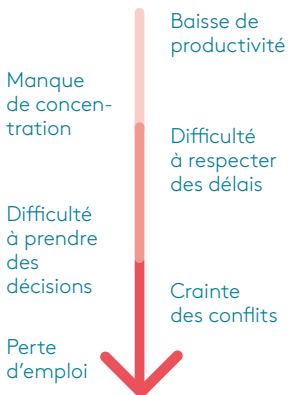 Baisse de
productivité
Manque
de concen-
tration
Difficulté
à respecter
des délais
Difficulté
à prendre
des
décisions
Crainte
des conflits
Perte
d'emploi